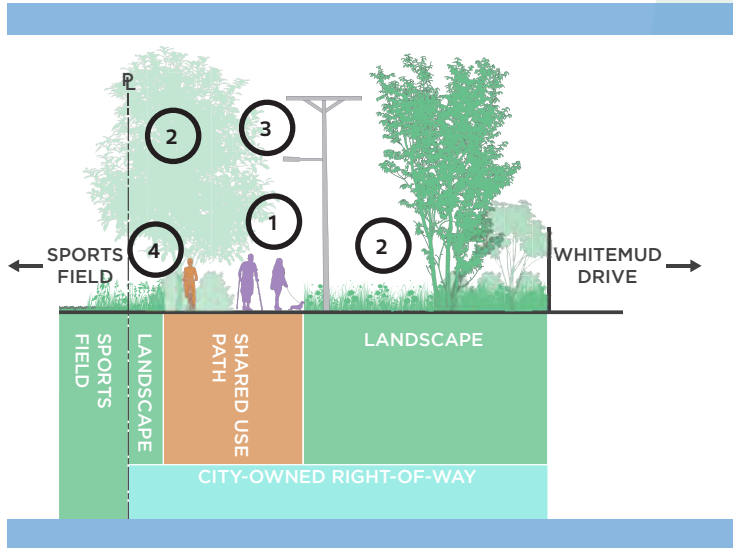 PL
2
3
1
4
2
SPORTS
FIELD
WHITEMUD
DRIVE
SPORTS
FIELD
LANDSCAPE
SHARED USE
PATH
LANDSCAPE
CITY-OWNED RIGHT-OF-WAY